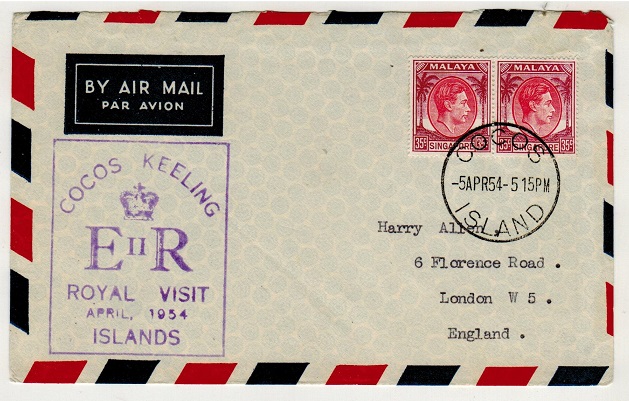 BY AIR MAIL
PAR AVION
MALAYA MALAYA
35c SINGAPORE 35c SINGAPORE
COCOS
-5APR54-5 15PM
ISLAND
COCOS KEELING
E II R
ROYAL VISIT
APRIL, 1954
ISLANDS
Harry Allen.
6 Florence Road.
London W 5.
England.